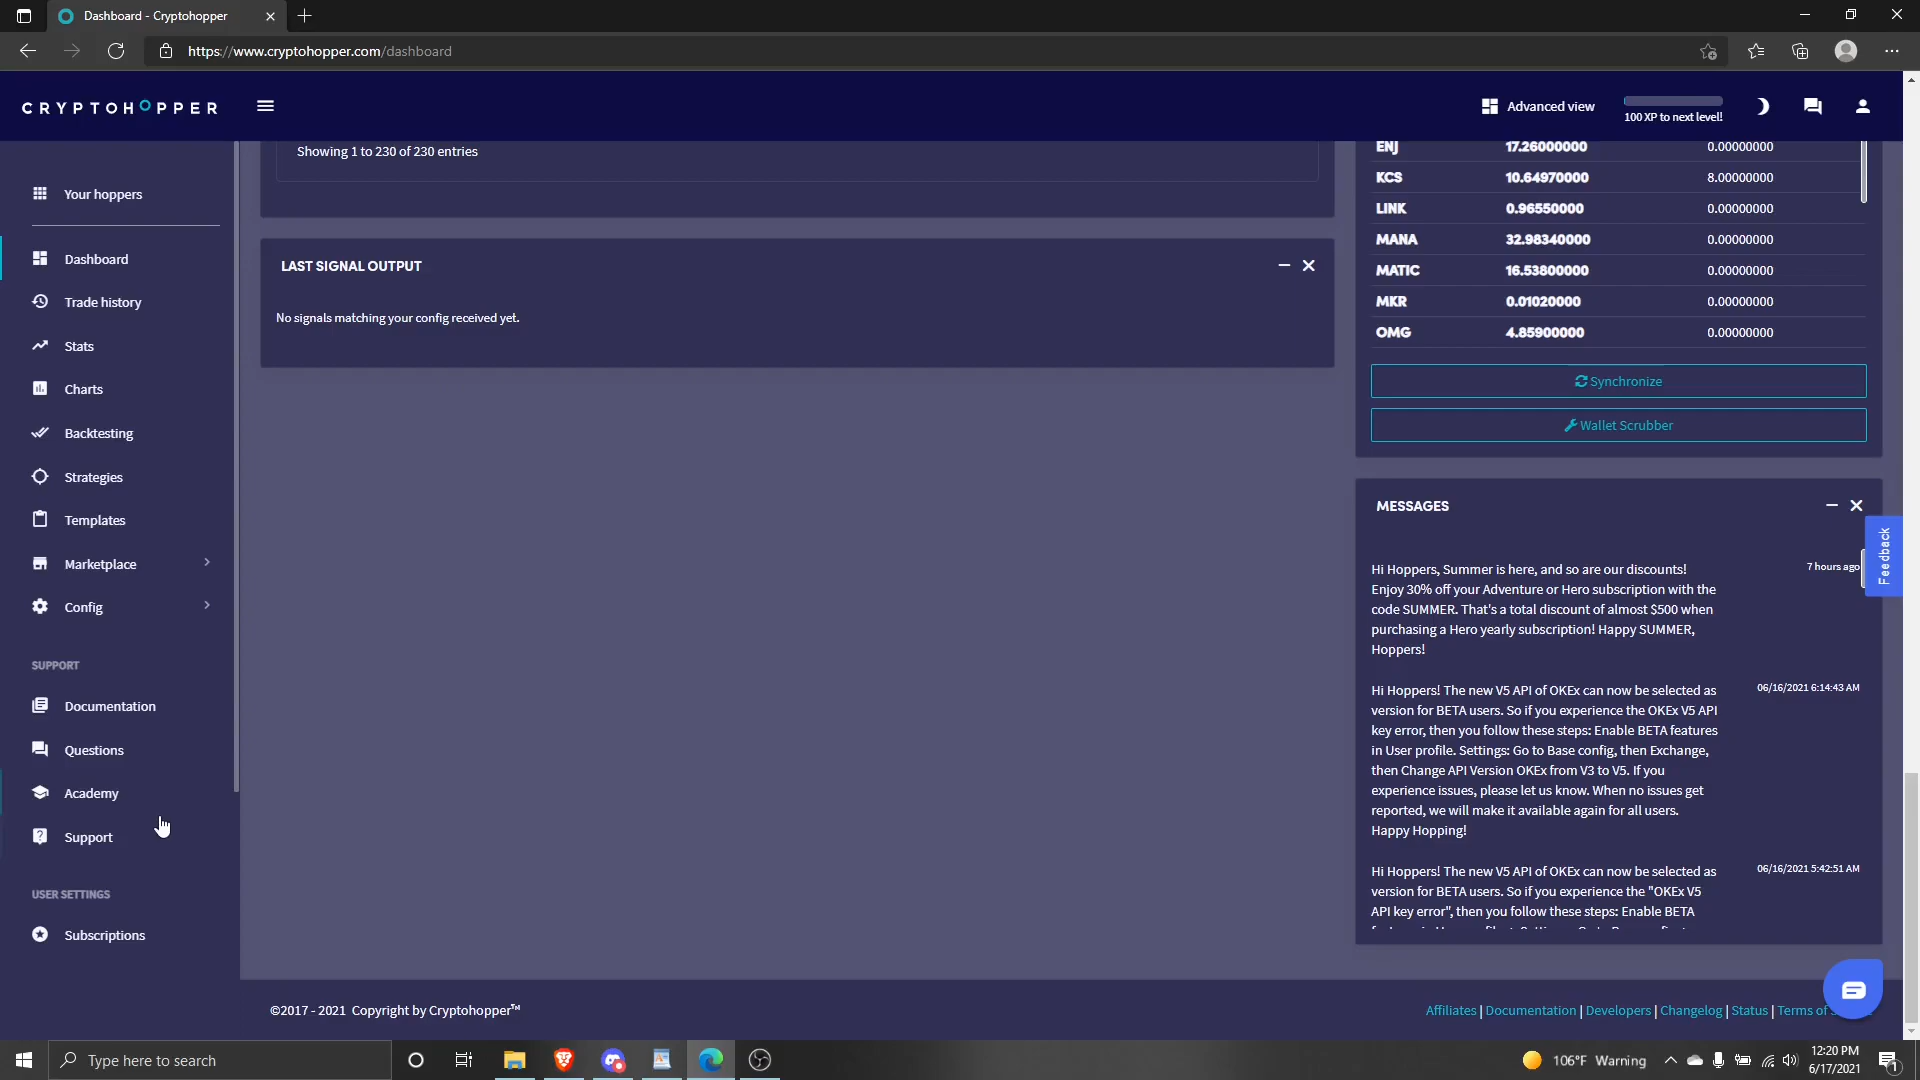 Dashboard - Cryptohopper
https://www.cryptohopper.com/dashboard
CRYPTOHOPPER
Advanced view
100 XP to next level!
Your hoppers
Dashboard
Trade history
Stats
Charts
Backtesting
Strategies
Templates
Marketplace
Config
SUPPORT
Documentation
Questions
Academy
Support
USER SETTINGS
Subscriptions
Showing 1 to 230 of 230 entries
LAST SIGNAL OUTPUT
No signals matching your config received yet.
ENJ 17.26000000 0.00000000
KCS 10.64970000 8.00000000
LINK 0.96550000 0.00000000
MANA 32.98340000 0.00000000
MATIC 16.53800000 0.00000000
MKR 0.01020000 0.00000000
OMG 4.85900000 0.00000000
Synchronize
Wallet Scrubber
MESSAGES
Feedback
Hi Hoppers, Summer is here, and so are our discounts! 7 hours ago
Enjoy 30% off your Adventure or Hero subscription with the
code SUMMER. That's a total discount of almost $500 when
purchasing a Hero yearly subscription! Happy SUMMER,
Hoppers!
Hi Hoppers! The new V5 API of OKEx can now be selected as 06/16/2021 6:14:43 AM
version for BETA users. So if you experience the OKEx V5 API
key error, then you follow these steps: Enable BETA features
in User profile. Settings: Go to Base config, then Exchange,
then Change API Version OKEx from V3 to V5. If you
experience issues, please let us know. When no issues get
reported, we will make it available again for all users.
Happy Hopping!
Hi Hoppers! The new V5 API of OKEx can now be selected as 06/16/2021 5:42:51 AM
version for BETA users. So if you experience the "OKEx V5
API key error", then you follow these steps: Enable BETA
©2017 - 2021 Copyright by Cryptohopper™
Affiliates | Documentation | Developers | Changelog | Status | Terms of
Type here to search
106°F Warning
12:20 PM
6/17/2021
1